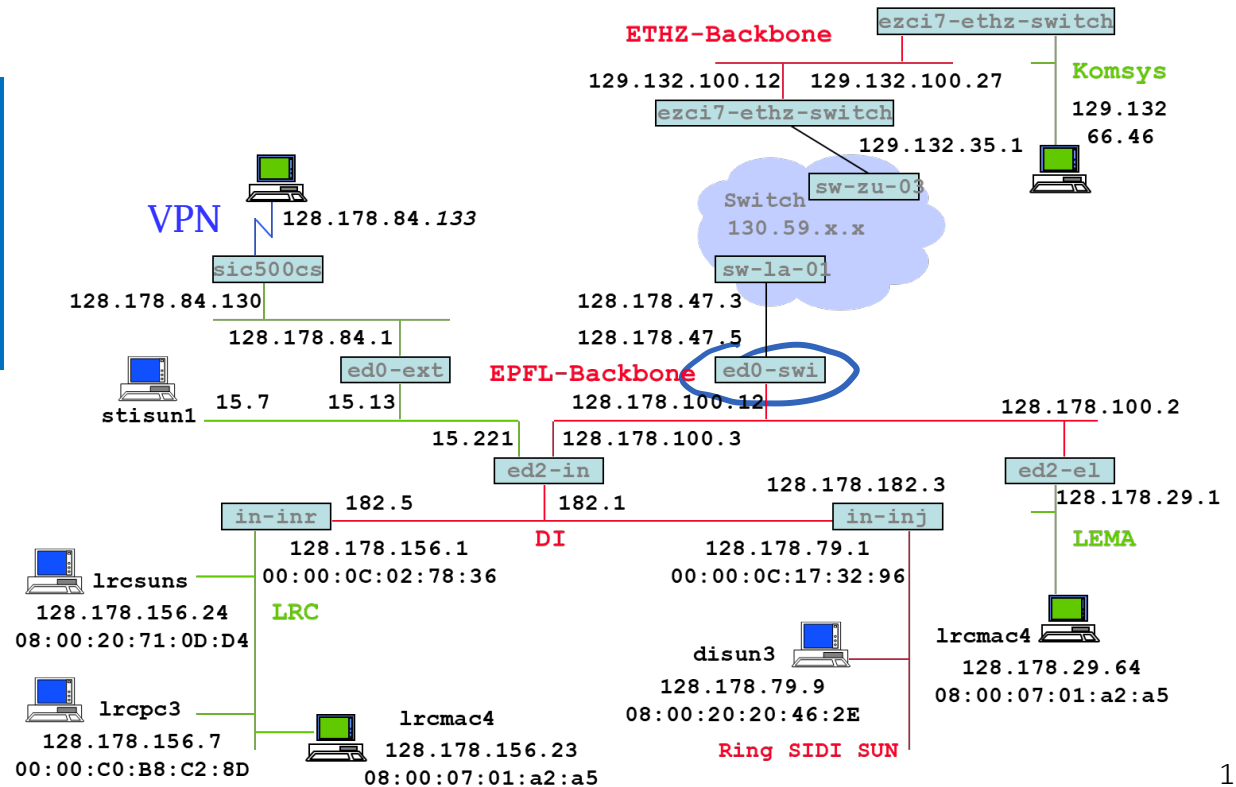 ezci7-ethz-switch
ETHZ-Backbone
Komsys
129.132.100.12 129.132.100.27
ezci7-ethz-switch
129.132
66.46
129.132.35.1
sw-zu-03
Switch
130.59.x.x
VPN
128.178.84.133
sic500cs
sw-la-01
128.178.84.130
128.178.47.3
128.178.84.1
128.178.47.5
ed0-ext
EPFL-Backbone
ed0-swi
stisun1
15.7
15.13
128.178.100.12
128.178.100.2
15.221
128.178.100.3
ed2-in
ed2-el
128.178.182.3
128.178.29.1
182.5
182.1
in-inr
in-inj
DI
LEMA
128.178.156.1
00:00:0C:02:78:36
128.178.79.1
00:00:0C:17:32:96
lrcsuns
128.178.156.24
08:00:20:71:0D:D4
LRC
disun3
128.178.79.9
08:00:20:20:46:2E
lrcmac4
128.178.29.64
08:00:07:01:a2:a5
lrcpc3
128.178.156.7
00:00:C0:B8:C2:8D
lrcmac4
128.178.156.23
08:00:07:01:a2:a5
Ring SIDI SUN
1